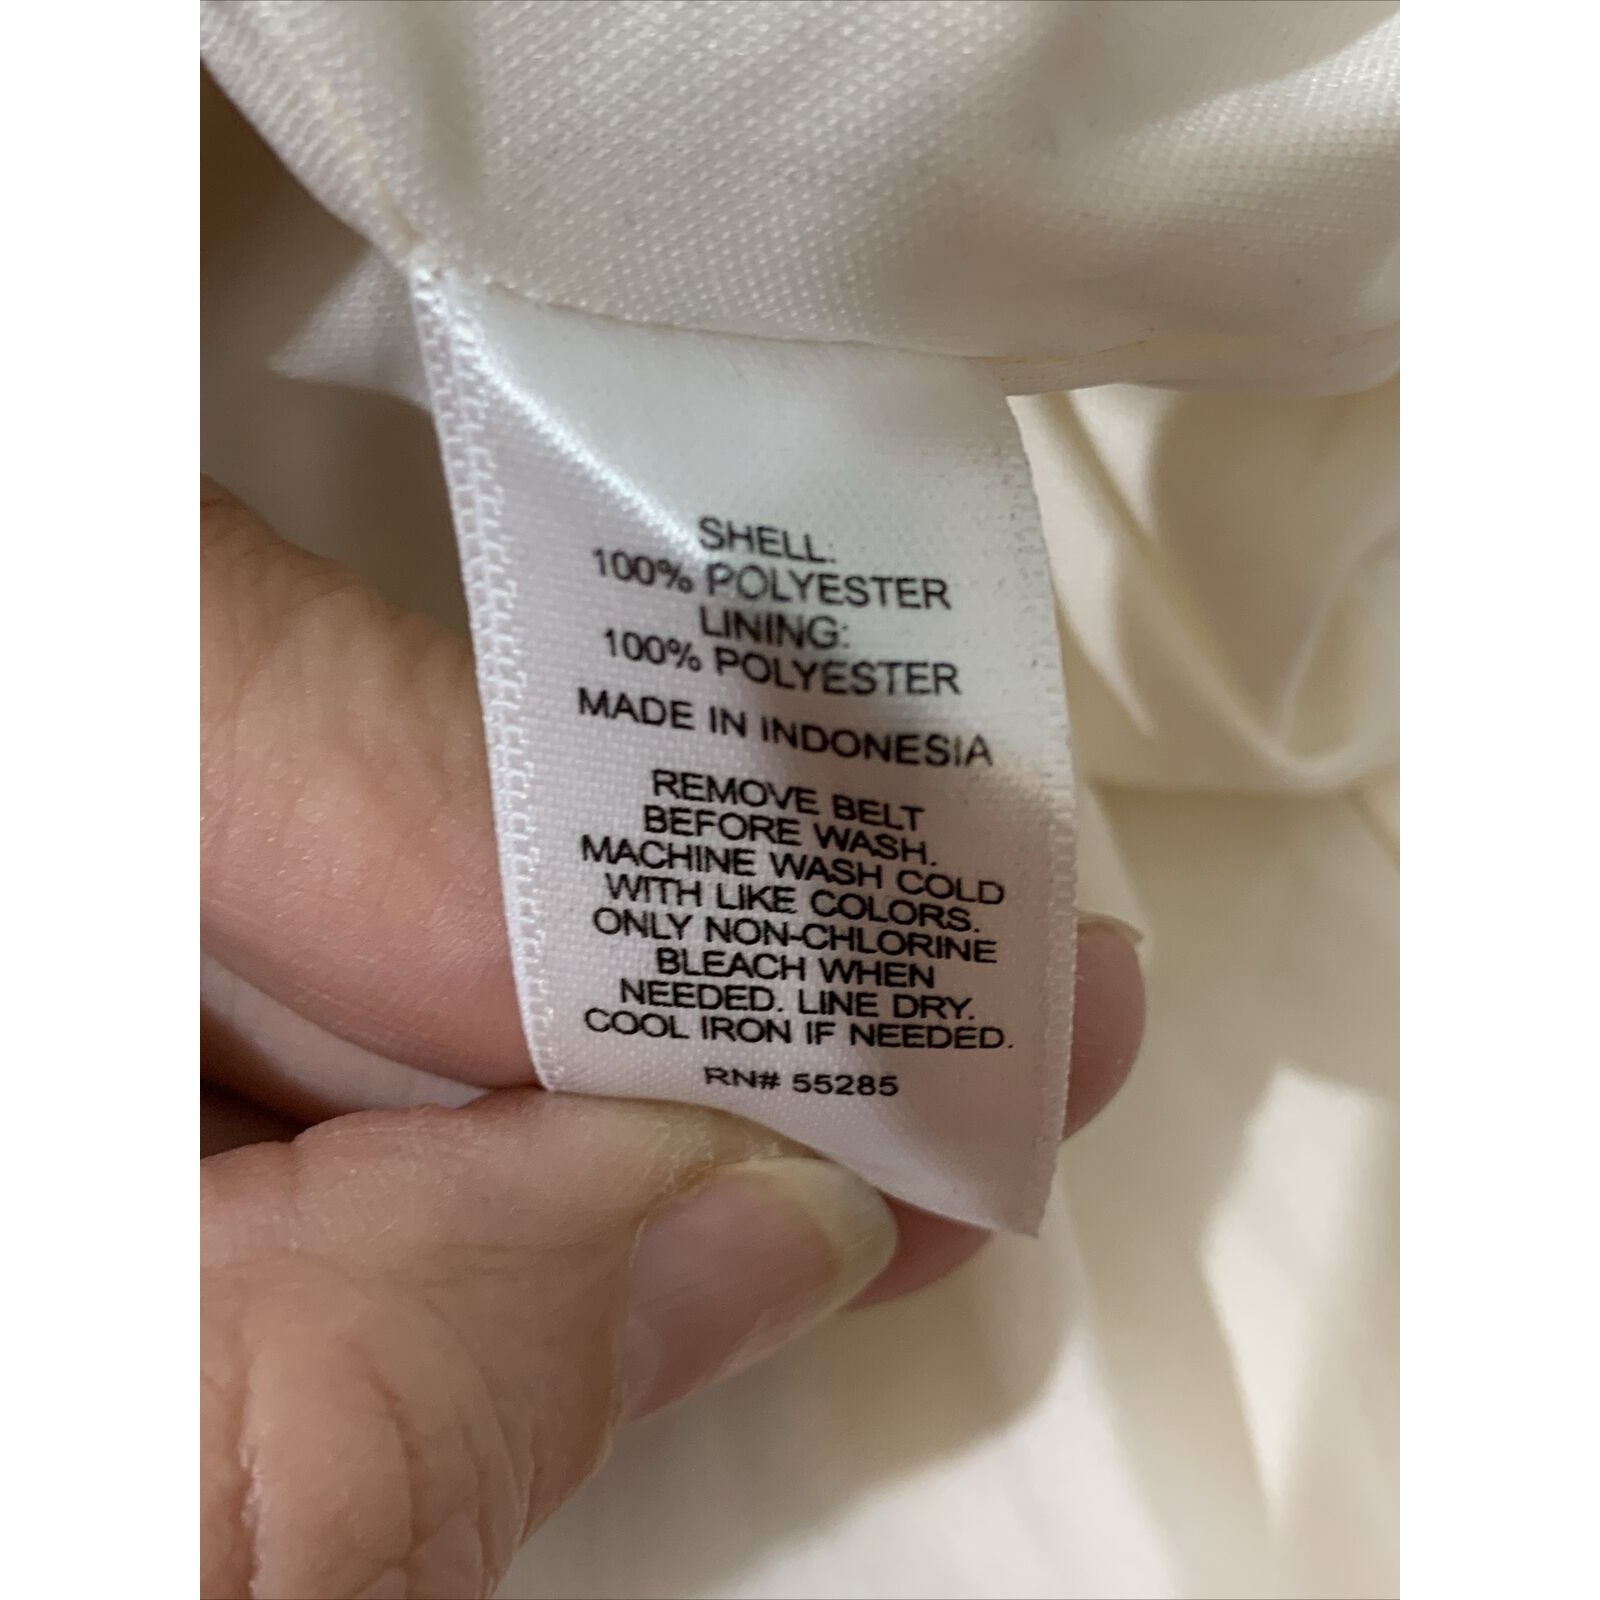 SHELL:
100% POLYESTER
LINING:
100% POLYESTER
MADE IN INDONESIA
REMOVE BELT
BEFORE WASH.
MACHINE WASH COLD
WITH LIKE COLORS.
ONLY NON-CHLORINE
BLEACH WHEN
NEEDED. LINE DRY.
COOL IRON IF NEEDED.
RN# 55285